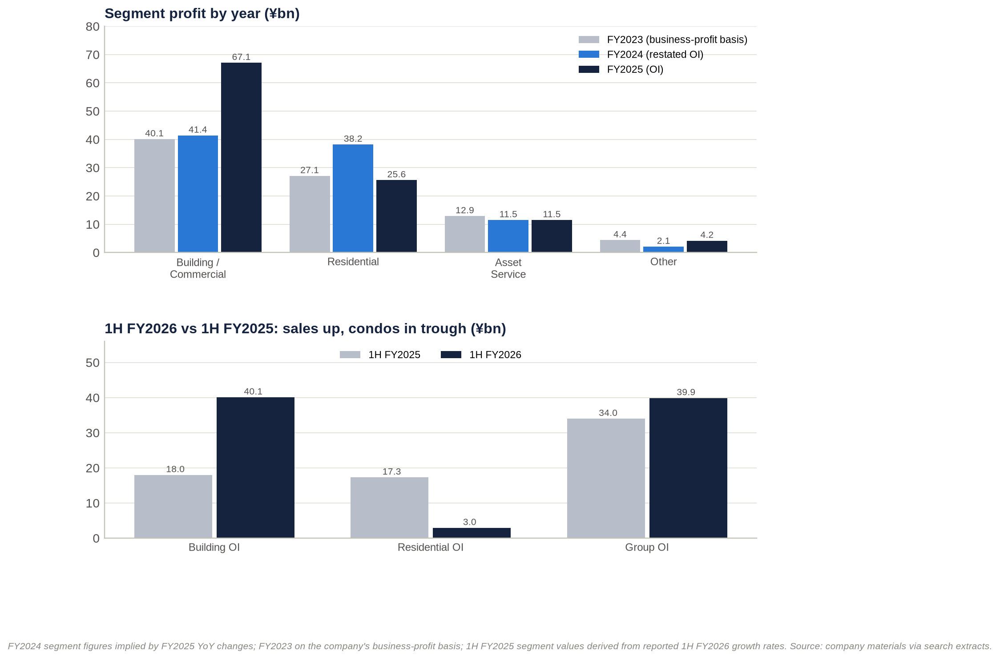 Segment profit by year (¥bn)
80
70
60
50
40
30
20
10
0
FY2023 (business-profit basis)
FY2024 (restated OI)
FY2025 (OI)
40.1
41.4
67.1
27.1
38.2
25.6
12.9
11.5
11.5
4.4
2.1
4.2
Building /
Commercial
Residential
Asset
Service
Other
1H FY2026 vs 1H FY2025: sales up, condos in trough (¥bn)
1H FY2025
1H FY2026
50
40
30
20
10
0
18.0
40.1
17.3
3.0
34.0
39.9
Building OI
Residential OI
Group OI
FY2024 segment figures implied by FY2025 YoY changes; FY2023 on the company's business-profit basis; 1H FY2025 segment values derived from reported 1H FY2026 growth rates. Source: company materials via search extracts.